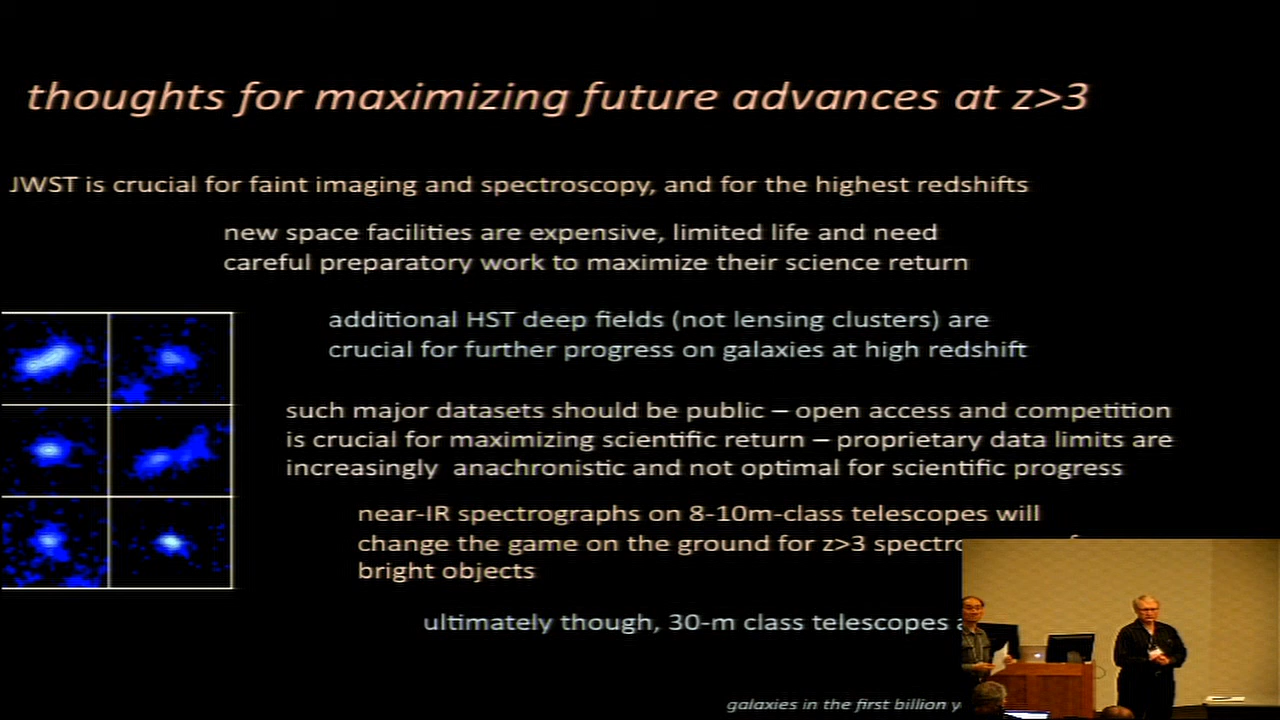 thoughts for maximizing future advances at z>3
JWST is crucial for faint imaging and spectroscopy, and for the highest redshifts
new space facilities are expensive, limited life and need
careful preparatory work to maximize their science return
additional HST deep fields (not lensing clusters) are
crucial for further progress on galaxies at high redshift
such major datasets should be public – open access and competition
is crucial for maximizing scientific return – proprietary data limits are
increasingly anachronistic and not optimal for scientific progress
near-IR spectrographs on 8-10m-class telescopes will
change the game on the ground for z>3
bright objects
ultimately though, 30-m class telescopes
galaxies in the first billion